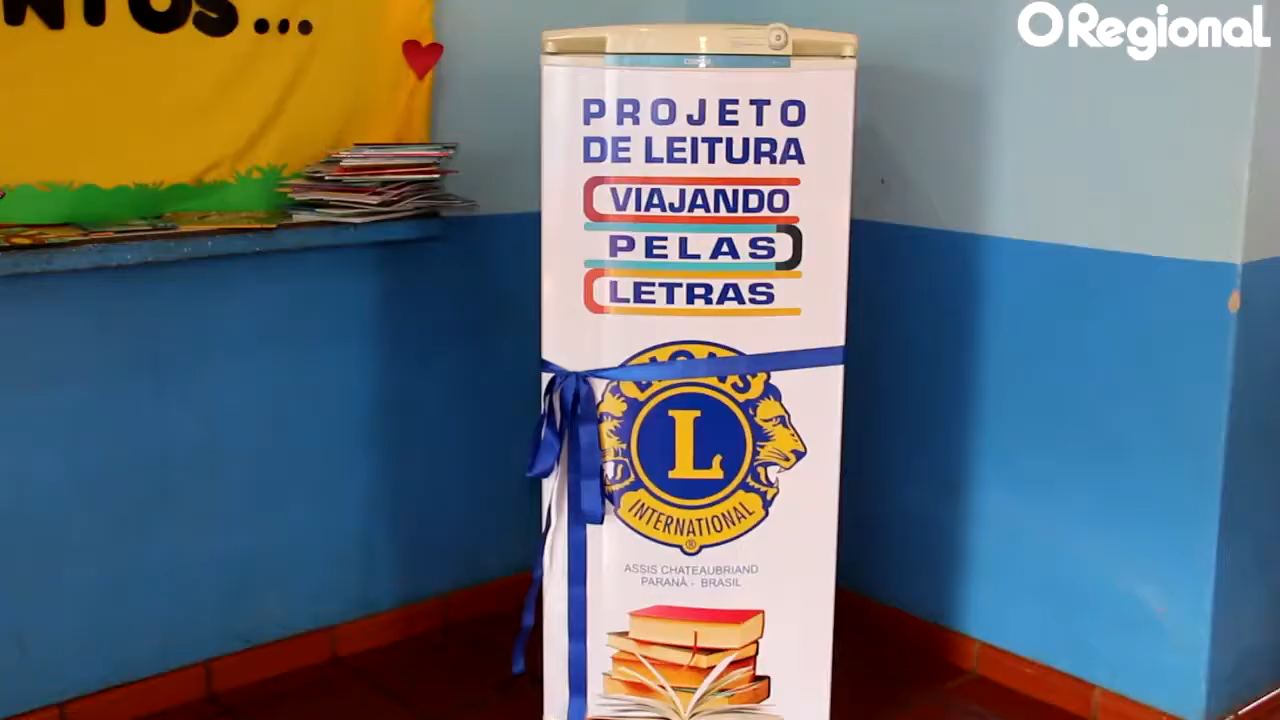 NTOS...
O Regional
PROJETO
DE LEITURA
VIAJANDO
PELAS
LETRAS
LIONS
L
INTERNATIONAL
®
ASSIS CHATEAUBRIAND
PARANÁ - BRASIL